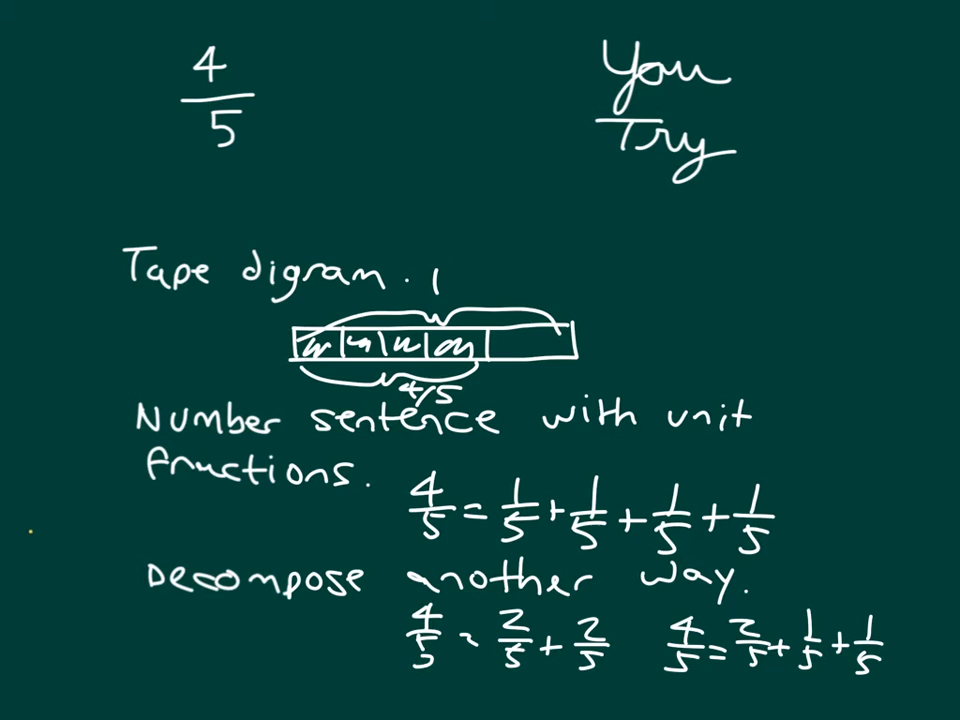 4/5
You
Try
Tape digram. 1
4/5
Number sentence with unit
fructions. 4/5 = 1/5 + 1/5 + 1/5 + 1/5
Decompose another way.
4/5 = 2/5 + 2/5 4/5 = 2/5 + 1/5 + 1/5